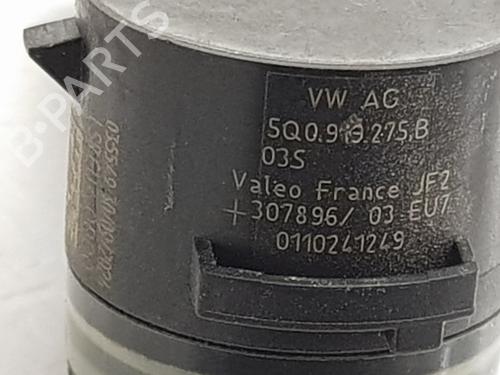 VW AG
5Q0.919.275.B
03S
Valeo France JF2
+307896/ 03 EU7
0110241249
B-PARTS